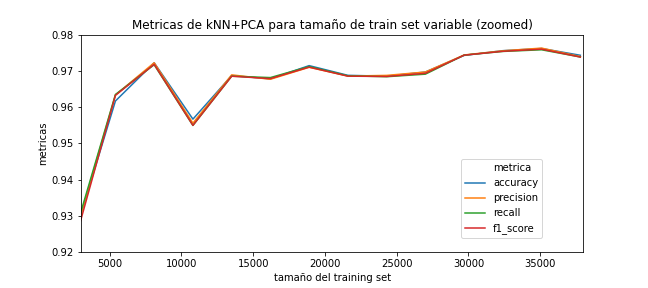 Metricas de kNN+PCA para tamaño de train set variable (zoomed)
0.98
0.97
0.96
0.95
0.94
0.93
0.92
metricas
metrica
accuracy
precision
recall
f1_score
5000 10000 15000 20000 25000 30000 35000
tamaño del training set